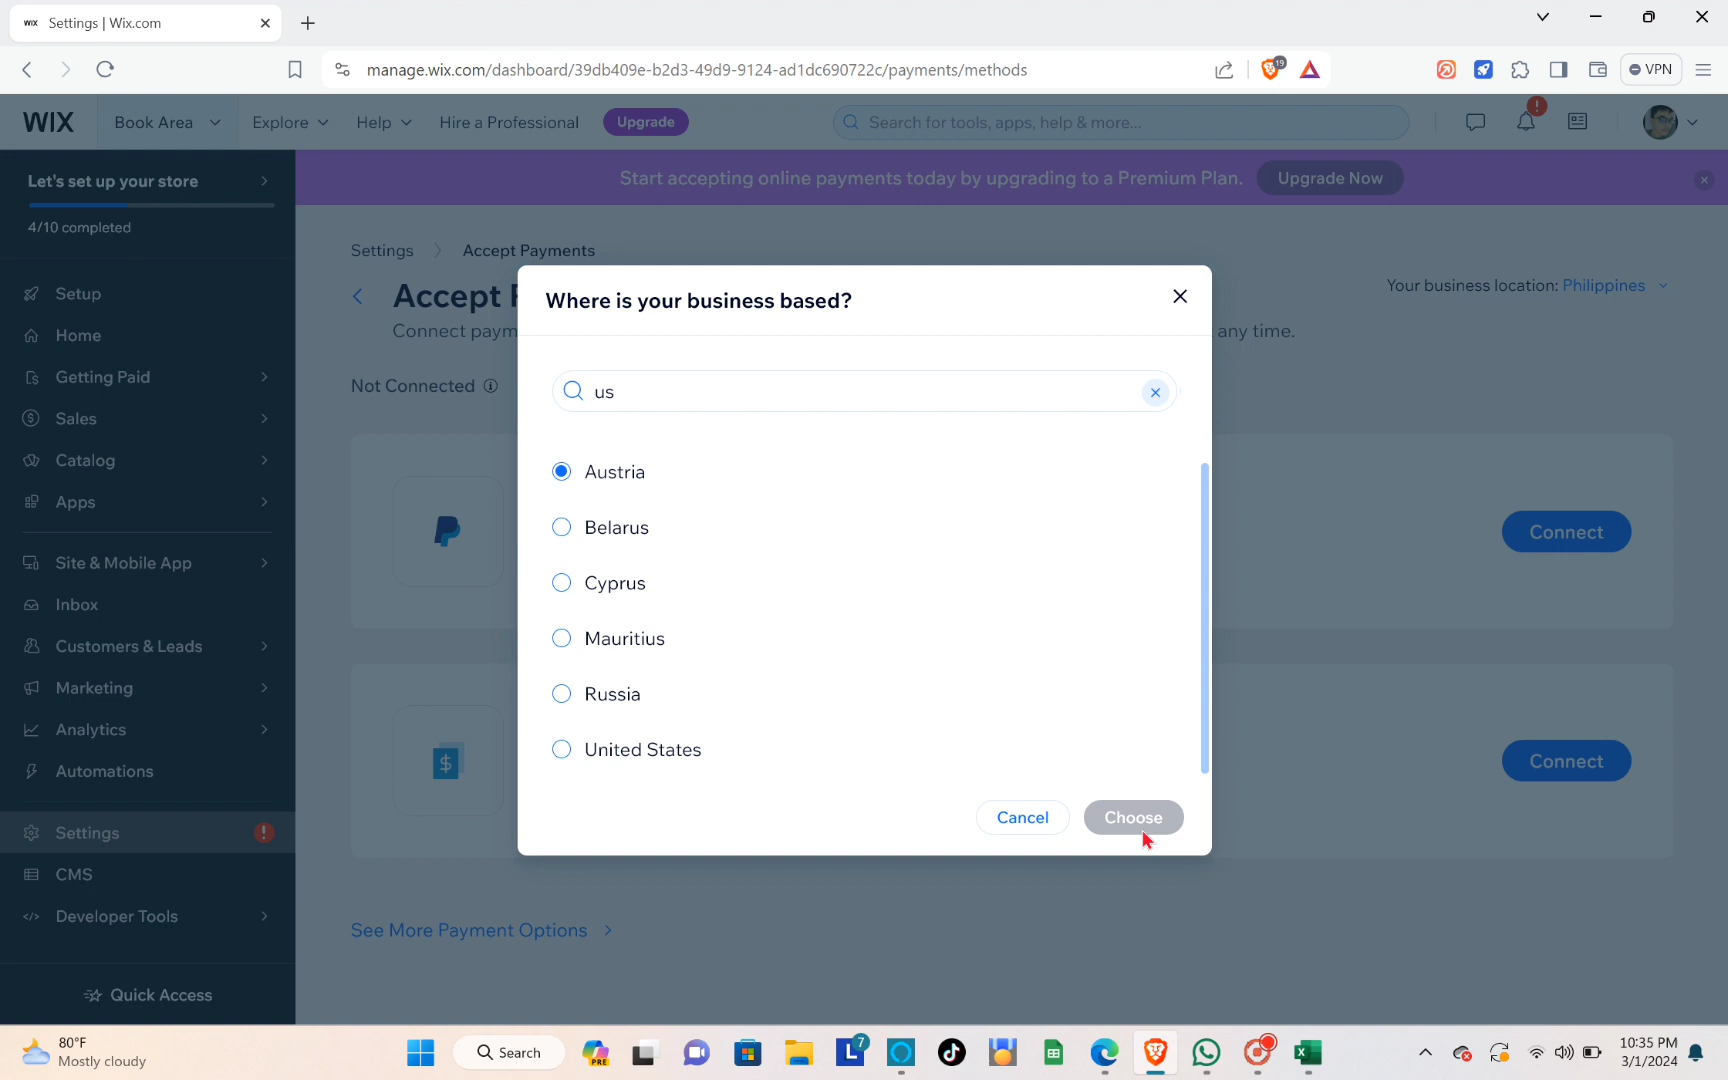 WIX Settings | Wix.com
manage.wix.com/dashboard/39db409e-b2d3-49d9-9124-ad1dc690722c/payments/methods
19
VPN
WIX Book Area Explore Help Hire a Professional Upgrade Search for tools, apps, help & more...
Let's set up your store
4/10 completed
Start accepting online payments today by upgrading to a Premium Plan. Upgrade Now
Setup
Home
Getting Paid
Sales
Catalog
Apps
Site & Mobile App
Inbox
Customers & Leads
Marketing
Analytics
Automations
Settings
CMS
Developer Tools
Quick Access
Settings Accept Payments
Accept
Your business location: Philippines
Connect paym
any time.
Not Connected
Connect
Connect
See More Payment Options
Where is your business based?
us
Austria
Belarus
Cyprus
Mauritius
Russia
United States
Cancel Choose
80°F
Mostly cloudy
Search
PRE
L 7
10:35 PM
3/1/2024